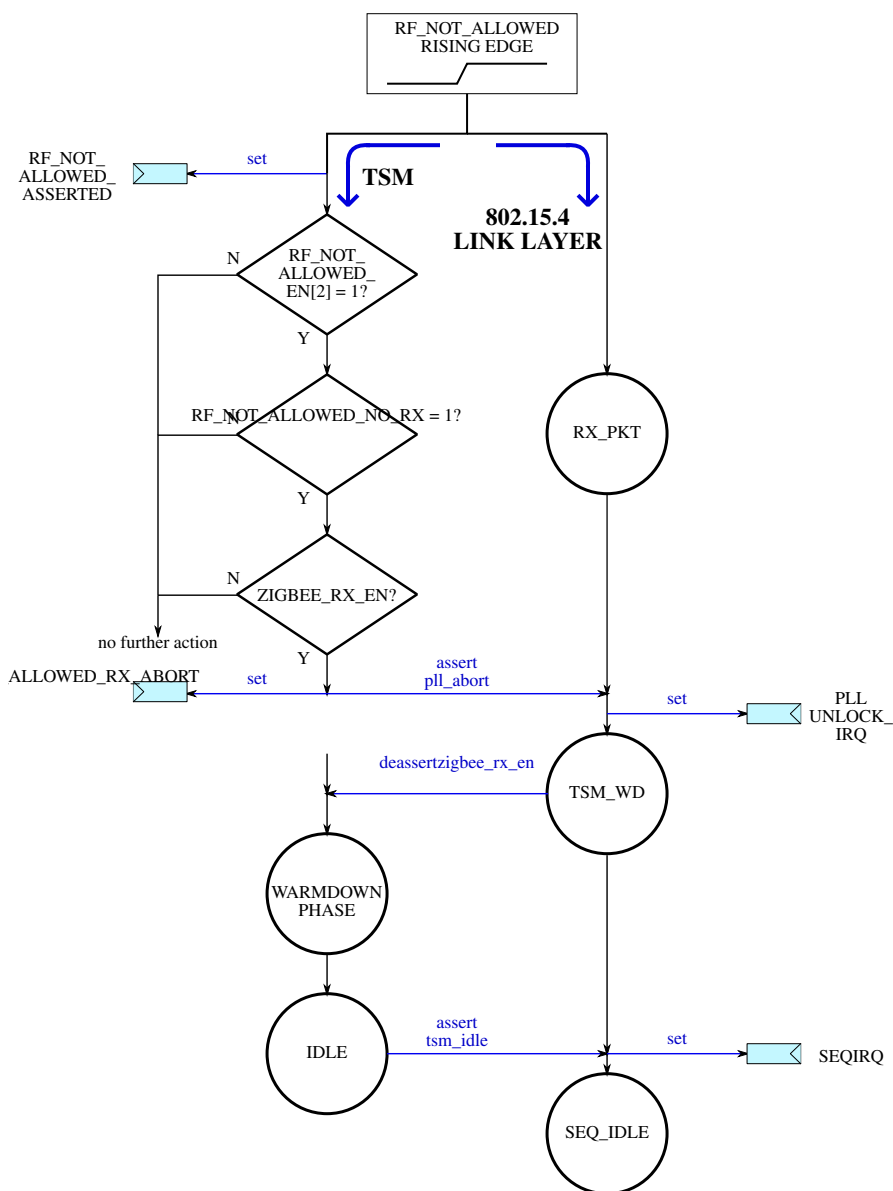 RF_NOT_ALLOWED
RISING EDGE
RF_NOT_
ALLOWED_
ASSERTED
set
TSM
802.15.4
LINK LAYER
N
RF_NOT_
ALLOWED_
EN[2] = 1?
Y
N
RF_NOT_ALLOWED_NO_RX = 1?
RX_PKT
Y
N
ZIGBEE_RX_EN?
no further action
Y
ALLOWED_RX_ABORT
set
assert
pll_abort
set
PLL
UNLOCK_
IRQ
deassertzigbee_rx_en
TSM_WD
WARMDOWN
PHASE
IDLE
assert
tsm_idle
set
SEQIRQ
SEQ_IDLE